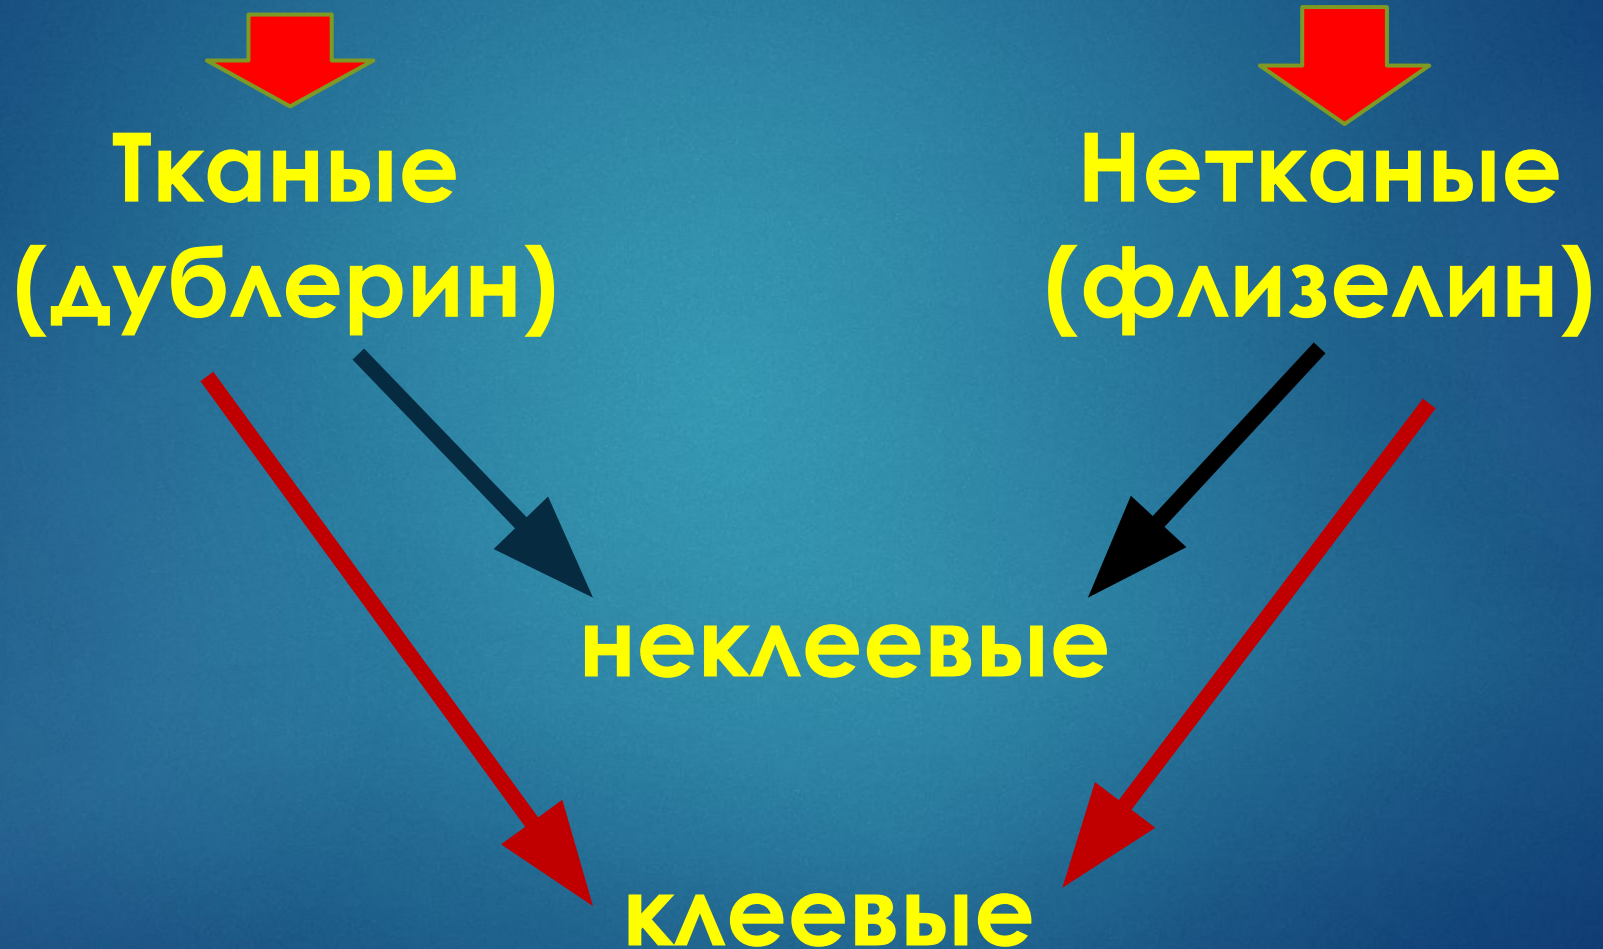 Тканые
(дублерин)
Нетканые
(флизелин)
неклеевые
клеевые